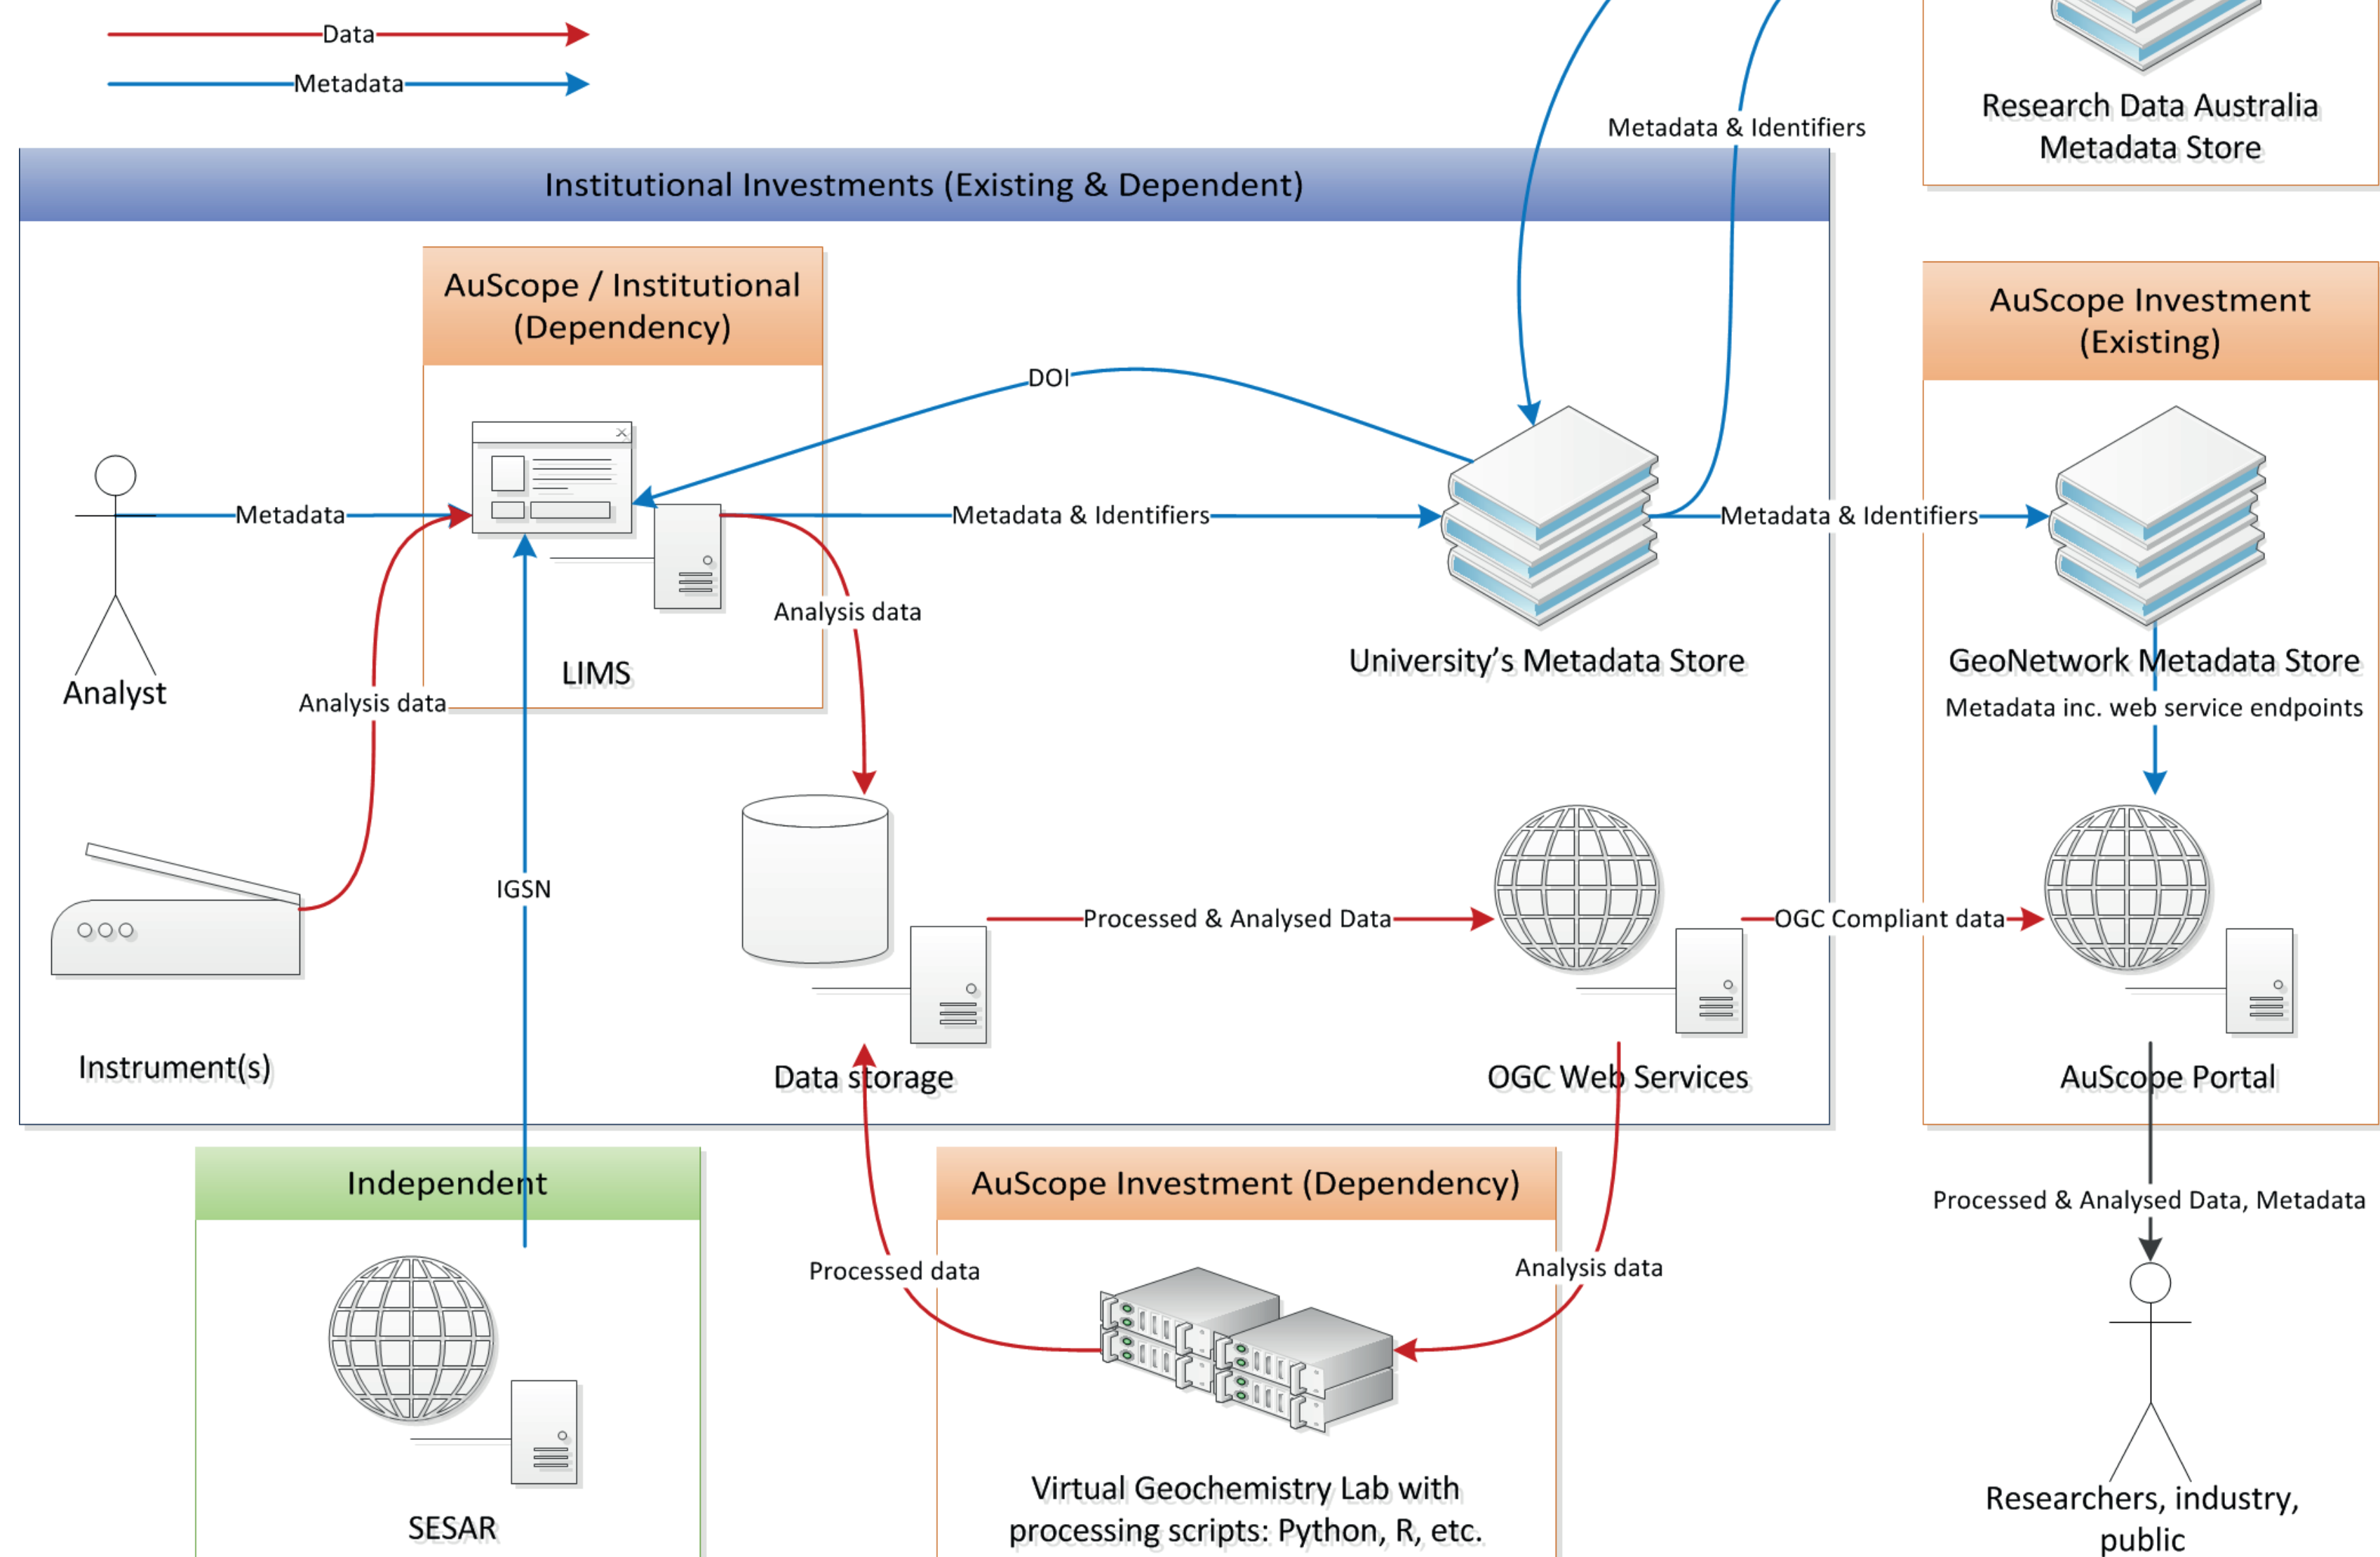 Data
Metadata
Metadata & Identifiers
Research Data Australia
Metadata Store
Institutional Investments (Existing & Dependent)
AuScope / Institutional
(Dependency)
AuScope Investment
(Existing)
DOI
Metadata
Metadata & Identifiers
Metadata & Identifiers
Analysis data
LIMS
University's Metadata Store
GeoNetwork Metadata Store
Analyst
Analysis data
Metadata inc. web service endpoints
IGSN
Processed & Analysed Data
OGC Compliant data
Instrument(s)
Data storage
OGC Web Services
AuScope Portal
Independent
AuScope Investment (Dependency)
Processed & Analysed Data, Metadata
Processed data
Analysis data
Virtual Geochemistry Lab with
processing scripts: Python, R, etc.
SESAR
Researchers, industry,
public